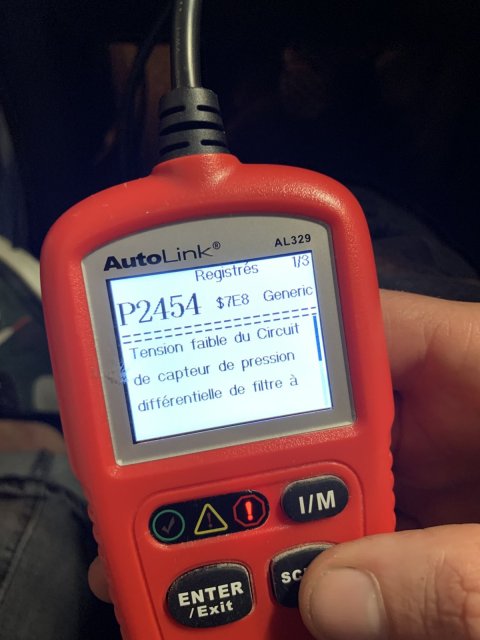 AutoLink®
AL329
Registrés 1/3
P2454 $7E8 Generic
Tension faible du Circuit
de capteur de pression
différentielle de filtre à
I/M
ENTER
/Exit